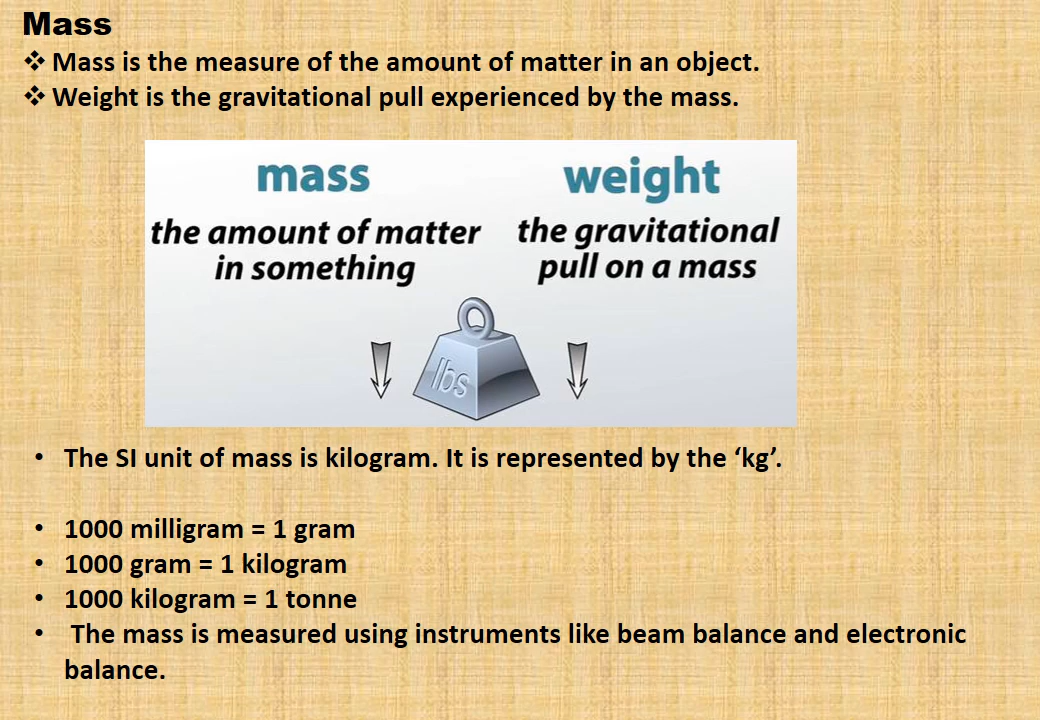 Mass
❖ Mass is the measure of the amount of matter in an object.
❖ Weight is the gravitational pull experienced by the mass.
mass
the amount of matter
in something
weight
the gravitational
pull on a mass
lbs
• The SI unit of mass is kilogram. It is represented by the ‘kg’.
• 1000 milligram = 1 gram
• 1000 gram = 1 kilogram
• 1000 kilogram = 1 tonne
• The mass is measured using instruments like beam balance and electronic
balance.